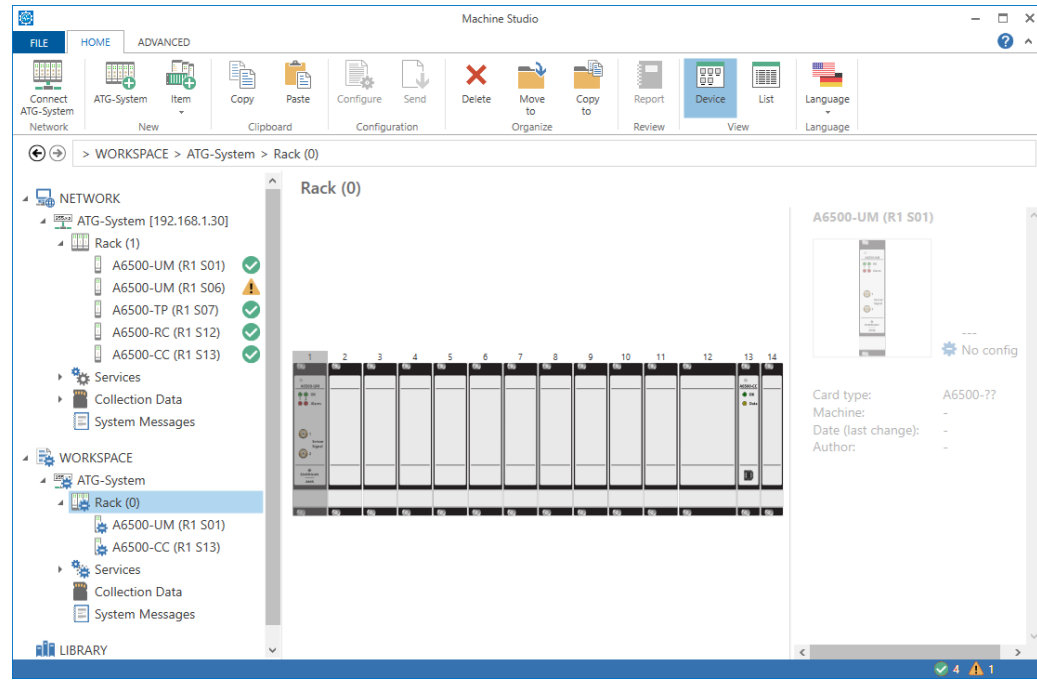 Machine Studio
FILE HOME ADVANCED
Connect ATG-System
ATG-System
Item
Copy
Paste
Configure
Send
Delete
Move to
Copy to
Report
Device
List
Language
Network New Clipboard Configuration Organize Review View Language
> WORKSPACE > ATG-System > Rack (0)
NETWORK
ATG-System [192.168.1.30]
Rack (1)
A6500-UM (R1 S01)
A6500-UM (R1 S06)
A6500-TP (R1 S07)
A6500-RC (R1 S12)
A6500-CC (R1 S13)
Services
Collection Data
System Messages
WORKSPACE
ATG-System
Rack (0)
A6500-UM (R1 S01)
A6500-CC (R1 S13)
Services
Collection Data
System Messages
LIBRARY
Rack (0)
1 2 3 4 5 6 7 8 9 10 11 12 13 14
A6500-UM
A6500-CC
A6500-UM (R1 S01)
---
No config
Card type: A6500-??
Machine: -
Date (last change): -
Author: -
4 1